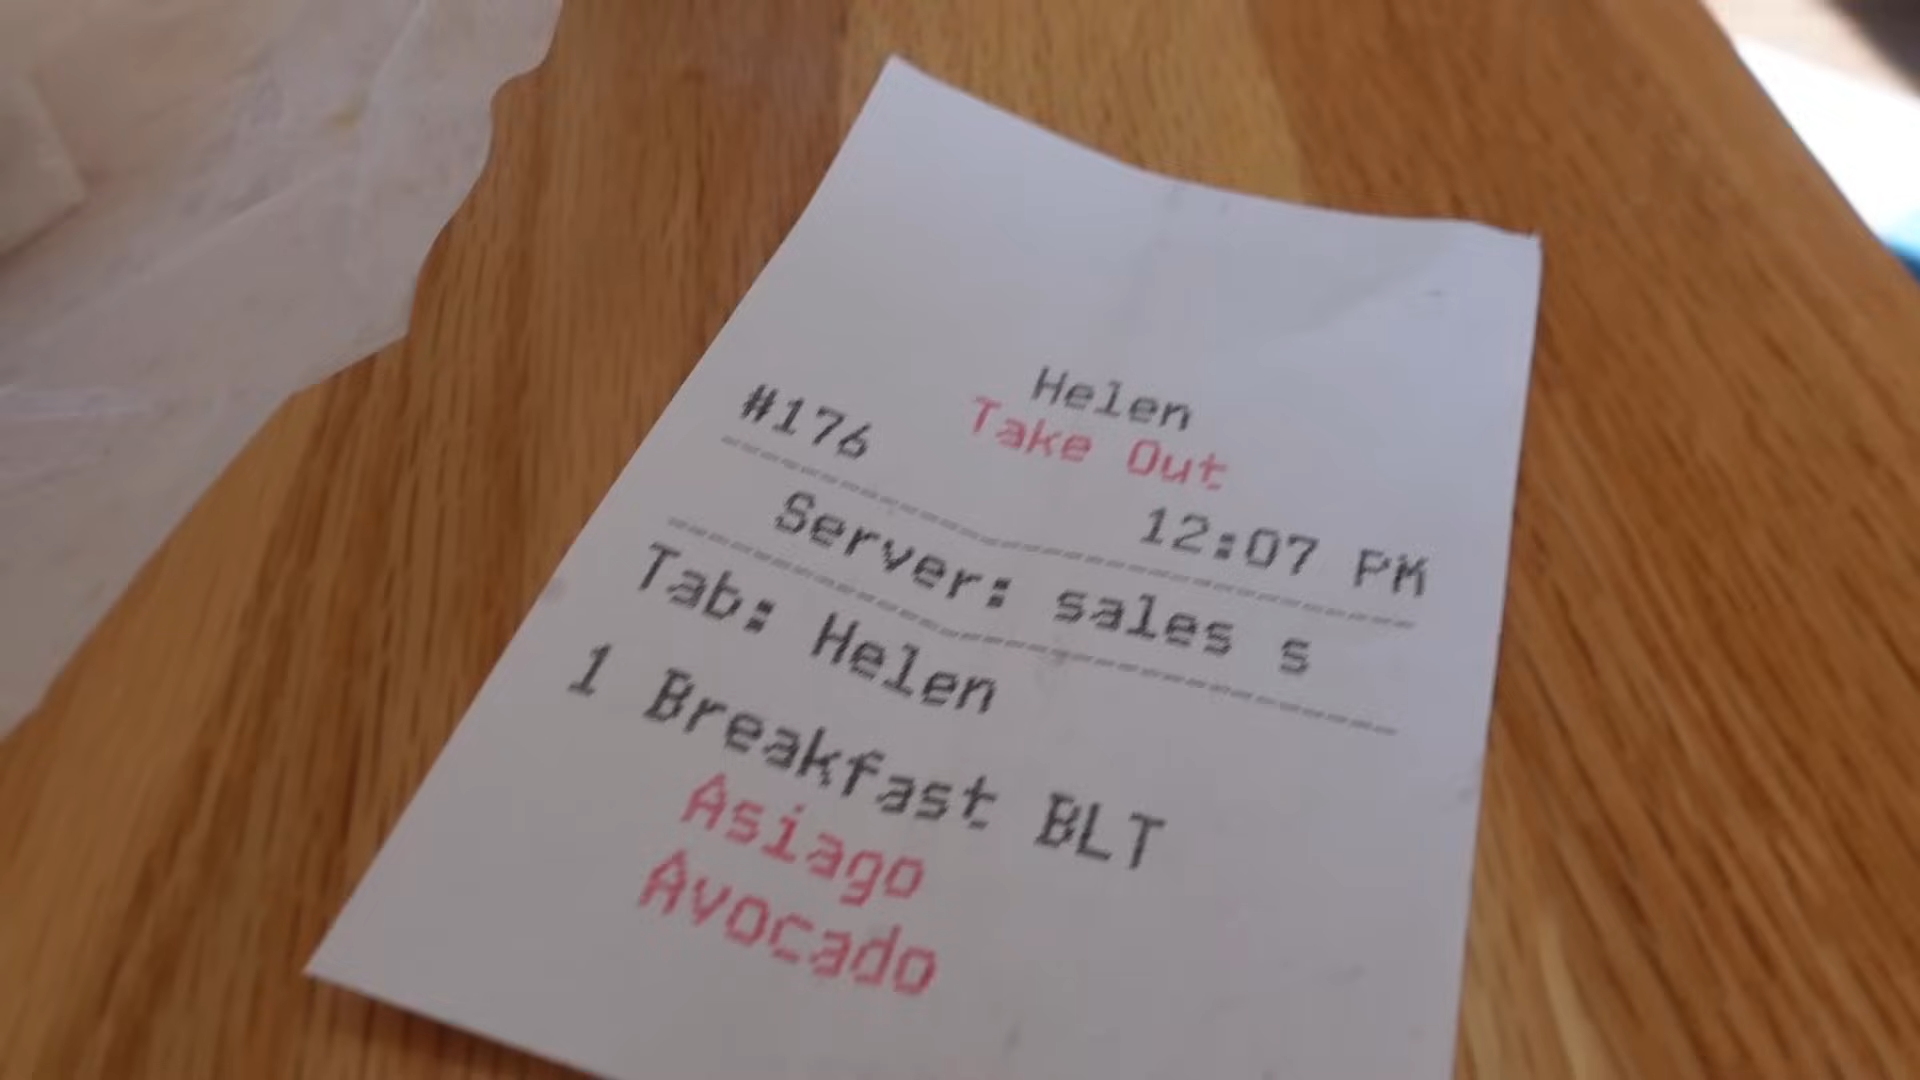 Helen
Take Out
#176 12:07 PM
Server: sales s
Tab: Helen
1 Breakfast BLT
Asiago
Avocado